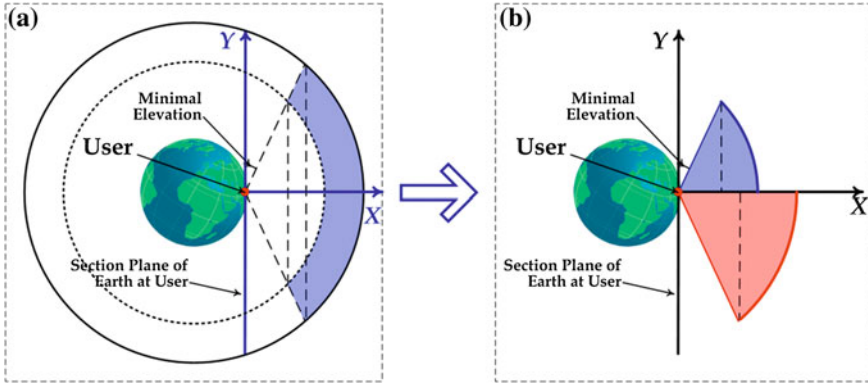 (a)
Y
Minimal
Elevation
User
X
Section Plane of
Earth at User
(b)
Y
Minimal
Elevation
User
X
Section Plane of
Earth at User